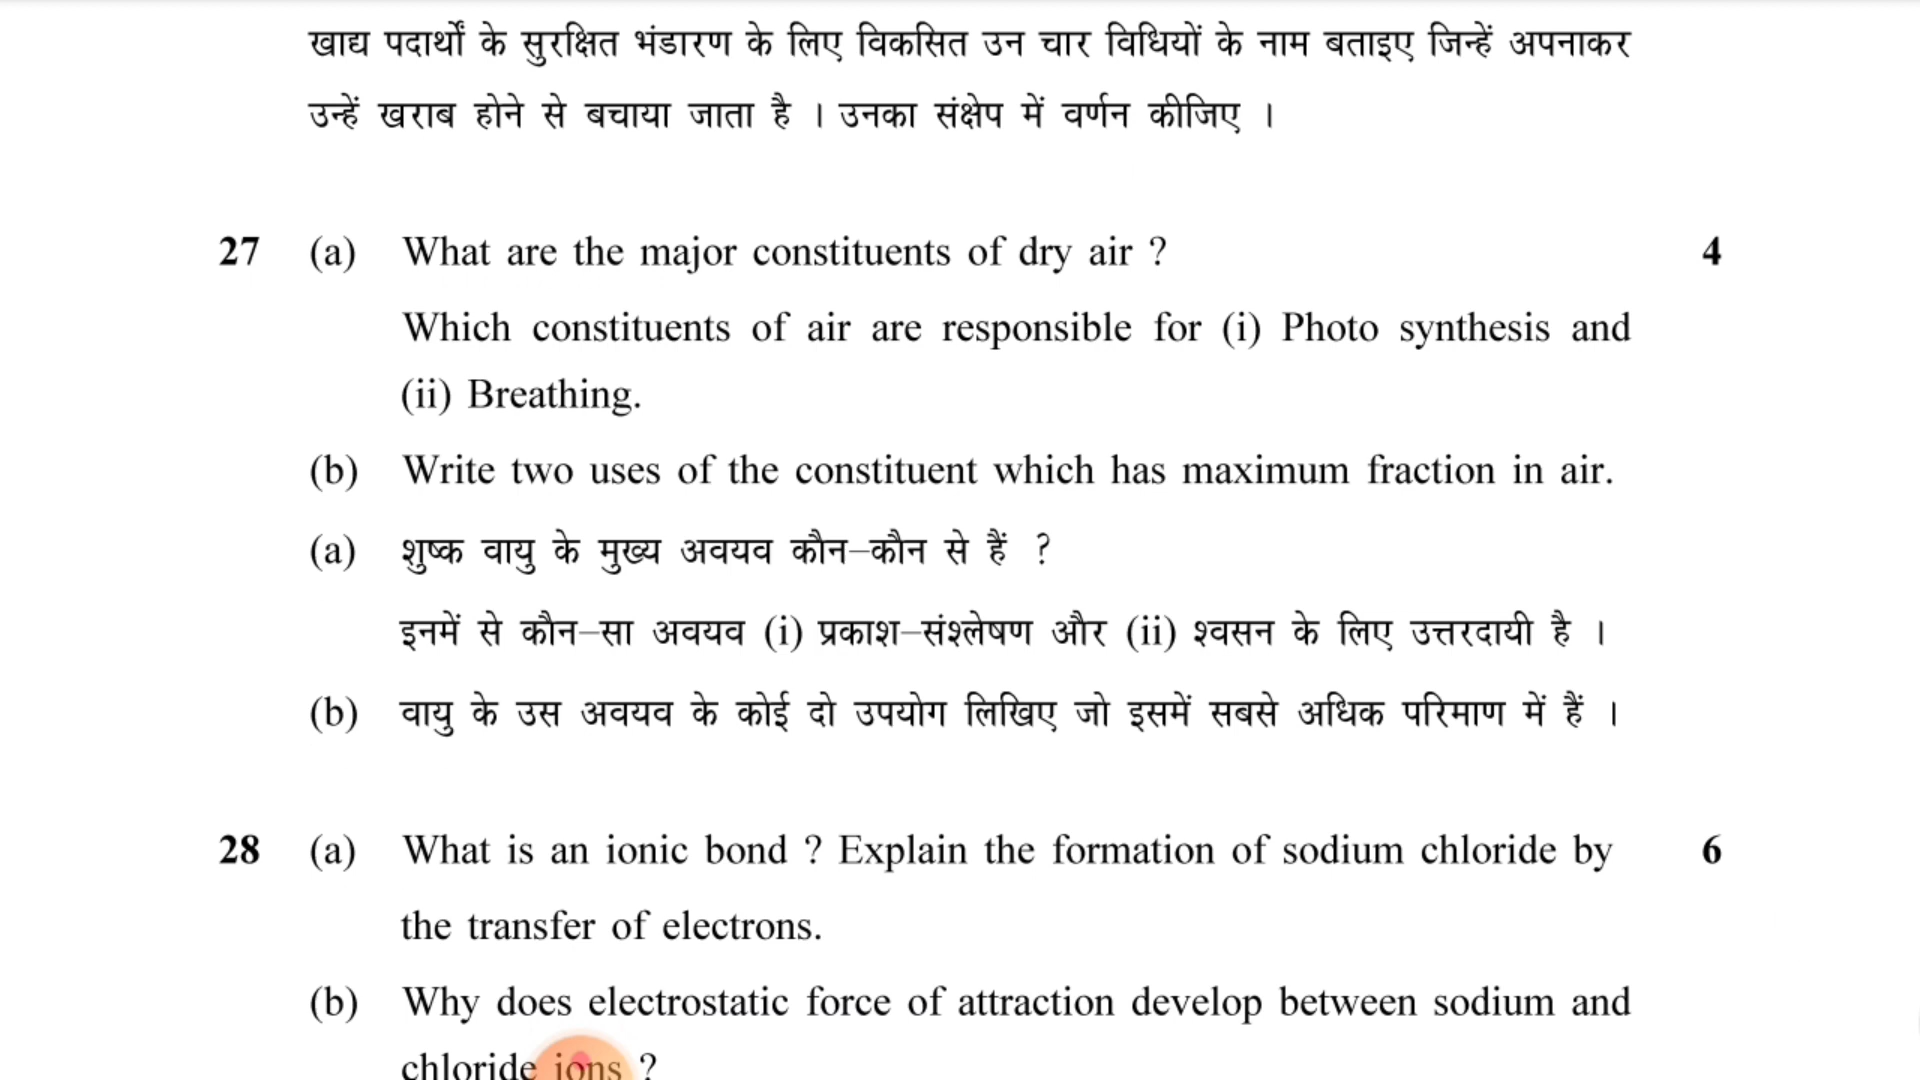 खाद्य पदार्थों के सुरक्षित भंडारण के लिए विकसित उन चार विधियों के नाम बताइए जिन्हें अपनाकर
उन्हें खराब होने से बचाया जाता है । उनका संक्षेप में वर्णन कीजिए ।
27 (a) What are the major constituents of dry air ? 4
Which constituents of air are responsible for (i) Photo synthesis and
(ii) Breathing.
(b) Write two uses of the constituent which has maximum fraction in air.
(a) शुष्क वायु के मुख्य अवयव कौन–कौन से हैं ?
इनमें से कौन–सा अवयव (i) प्रकाश–संश्लेषण और (ii) श्वसन के लिए उत्तरदायी है ।
(b) वायु के उस अवयव के कोई दो उपयोग लिखिए जो इसमें सबसे अधिक परिमाण में हैं ।
28 (a) What is an ionic bond ? Explain the formation of sodium chloride by 6
the transfer of electrons.
(b) Why does electrostatic force of attraction develop between sodium and
chloride ions ?